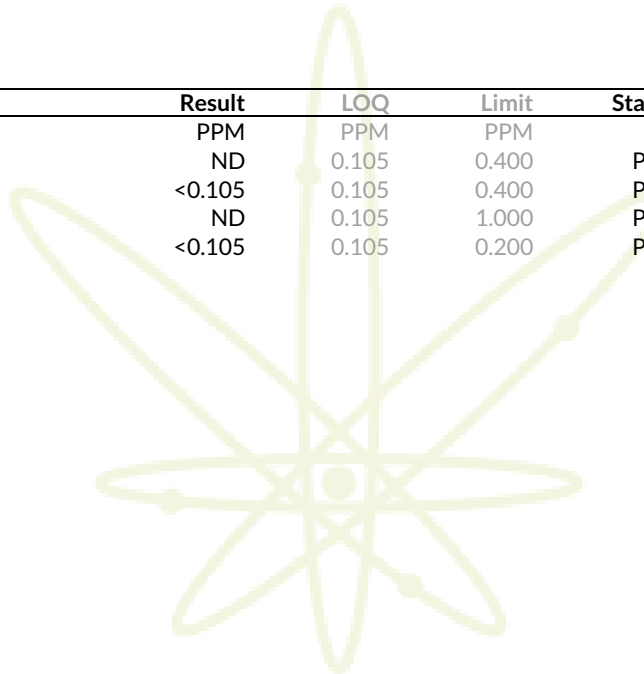 Result LOQ Limit Sta
PPM PPM PPM
ND 0.105 0.400 P
<0.105 0.105 0.400 P
ND 0.105 1.000 P
<0.105 0.105 0.200 P